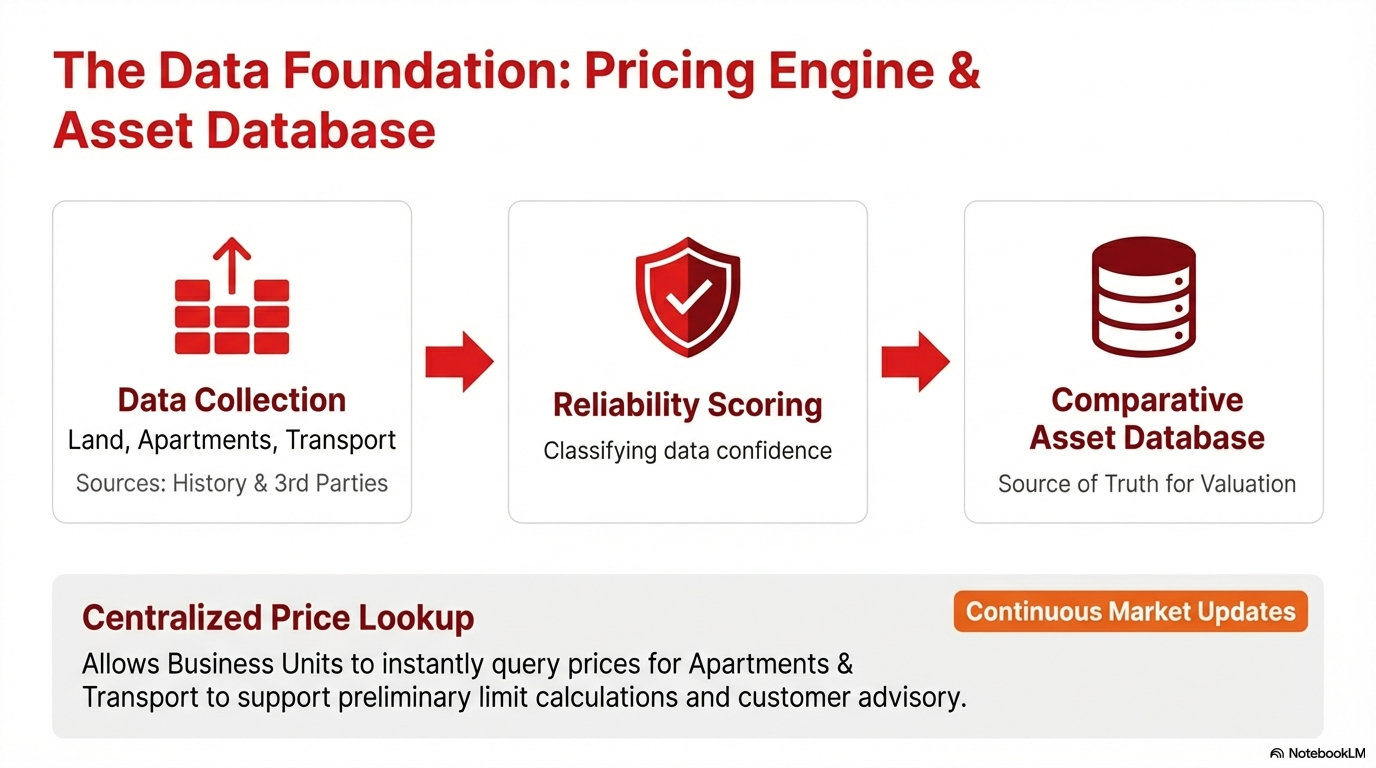 The Data Foundation: Pricing Engine &
Asset Database
Data Collection
Land, Apartments, Transport
Sources: History & 3rd Parties
Reliability Scoring
Classifying data confidence
Comparative
Asset Database
Source of Truth for Valuation
Centralized Price Lookup
Continuous Market Updates
Allows Business Units to instantly query prices for Apartments &
Transport to support preliminary limit calculations and customer advisory.
NotebookLM